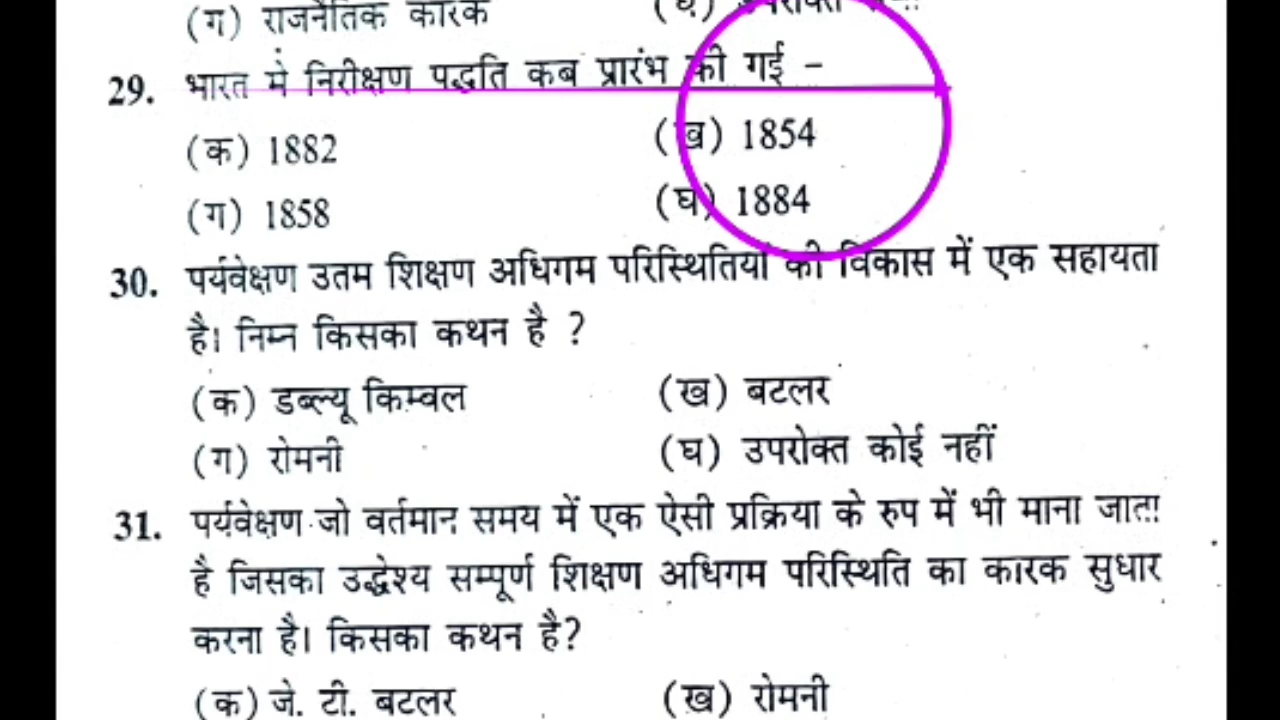 (ग) राजनैतिक कारक (घ) उपरोक्त
29. भारत मे निरीक्षण पद्धति कब प्रारंभ की गई –
(क) 1882 (ख) 1854
(ग) 1858 (घ) 1884
30. पर्यवेक्षण उतम शिक्षण अधिगम परिस्थितियों की विकास में एक सहायता
है। निम्न किसका कथन है ?
(क) डब्ल्यू किम्वल (ख) बटलर
(ग) रोमनी (घ) उपरोक्त कोई नहीं
31. पर्यवेक्षण जो वर्तमान समय में एक ऐसी प्रक्रिया के रुप में भी माना जाता
है जिसका उद्धेश्य सम्पूर्ण शिक्षण अधिगम परिस्थिति का कारक सुधार
करना है। किसका कथन है?
(क) जे. टी. बटलर (ख) रोमनी